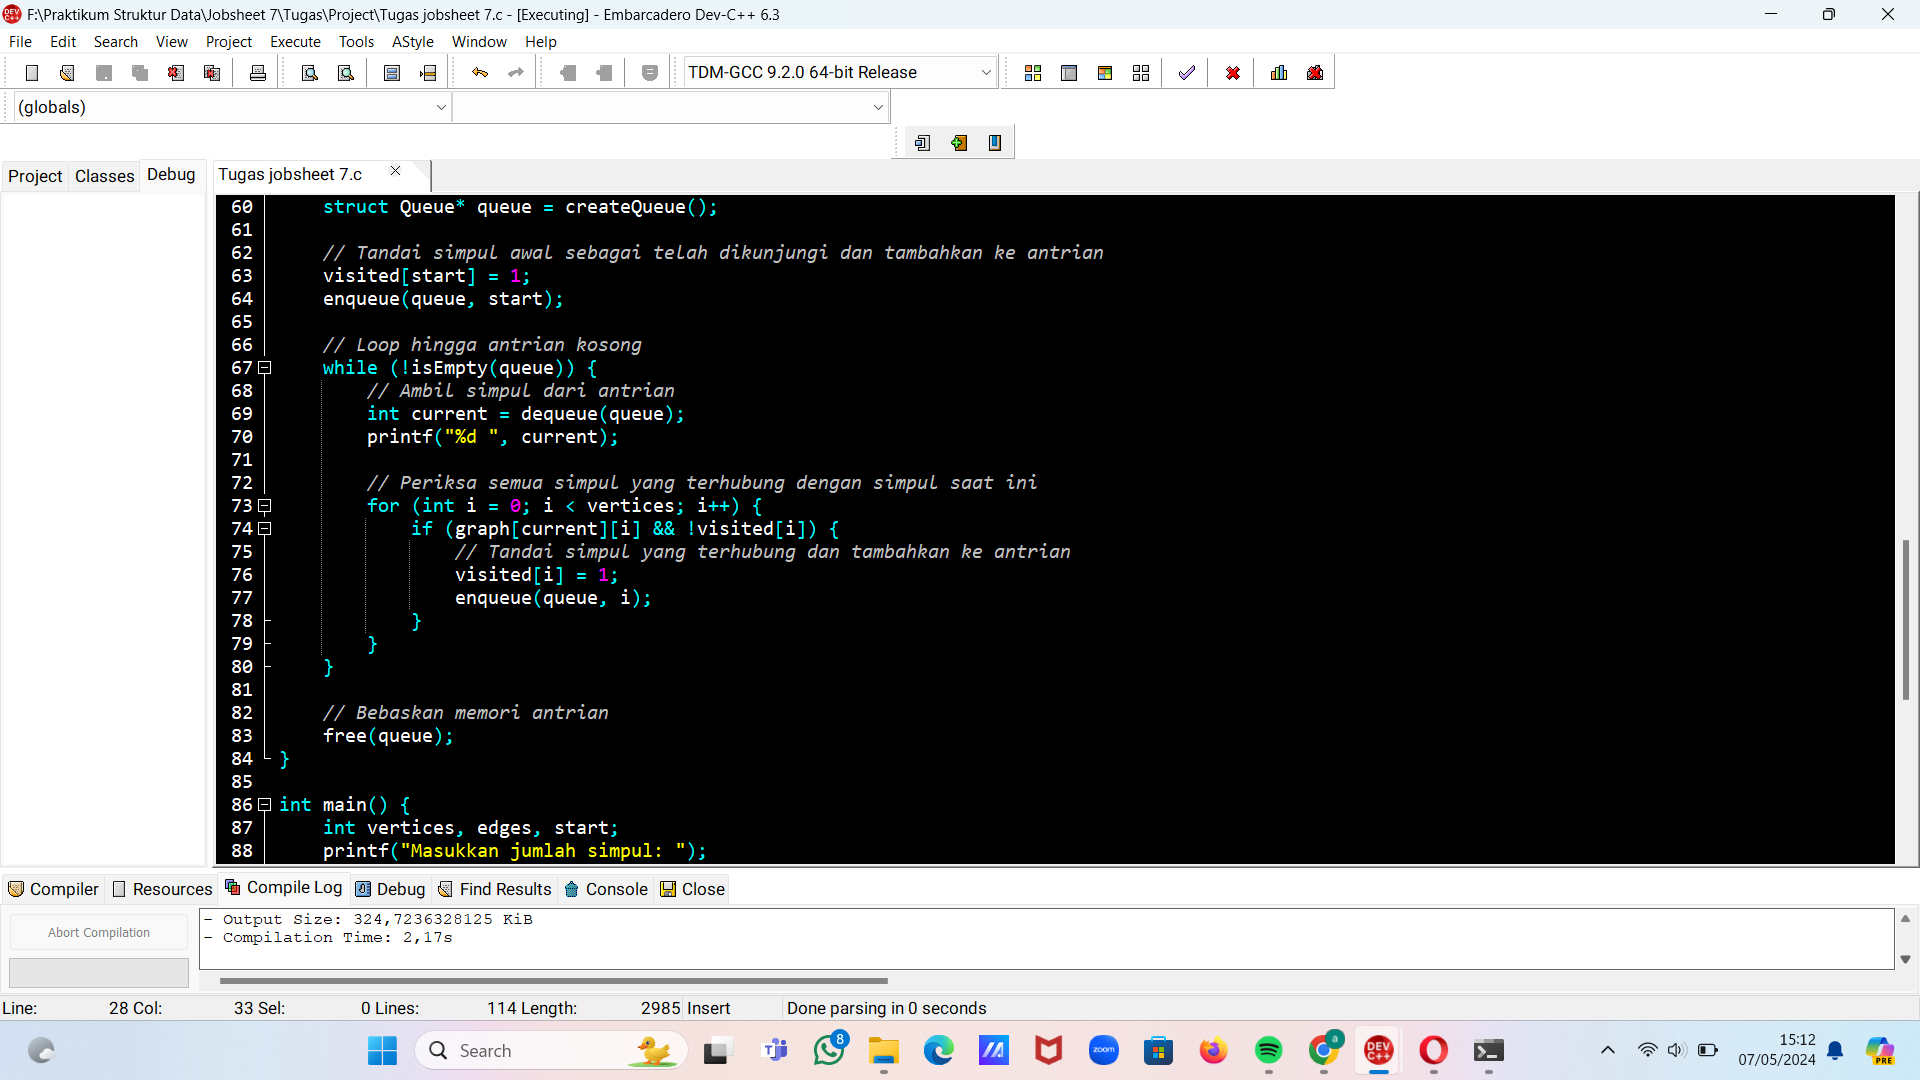 F:\Praktikum Struktur Data\Jobsheet 7\Tugas\Project\Tugas jobsheet 7.c - [Executing] - Embarcadero Dev-C++ 6.3
File Edit Search View Project Execute Tools AStyle Window Help
TDM-GCC 9.2.0 64-bit Release
(globals)
Project Classes Debug
Tugas jobsheet 7.c
60 struct Queue* queue = createQueue();
61
62 // Tandai simpul awal sebagai telah dikunjungi dan tambahkan ke antrian
63 visited[start] = 1;
64 enqueue(queue, start);
65
66 // Loop hingga antrian kosong
67 while (!isEmpty(queue)) {
68 // Ambil simpul dari antrian
69 int current = dequeue(queue);
70 printf("%d ", current);
71
72 // Periksa semua simpul yang terhubung dengan simpul saat ini
73 for (int i = 0; i < vertices; i++) {
74 if (graph[current][i] && !visited[i]) {
75 // Tandai simpul yang terhubung dan tambahkan ke antrian
76 visited[i] = 1;
77 enqueue(queue, i);
78 }
79 }
80 }
81
82 // Bebaskan memori antrian
83 free(queue);
84 }
85
86 int main() {
87 int vertices, edges, start;
88 printf("Masukkan jumlah simpul: ");
Compiler Resources Compile Log Debug Find Results Console Close
Abort Compilation
- Output Size: 324,7236328125 KiB
- Compilation Time: 2,17s
Line: 28 Col: 33 Sel: 0 Lines: 114 Length: 2985 Insert Done parsing in 0 seconds
Search
8
zoom
a
DEV C++
PRE
15:12
07/05/2024